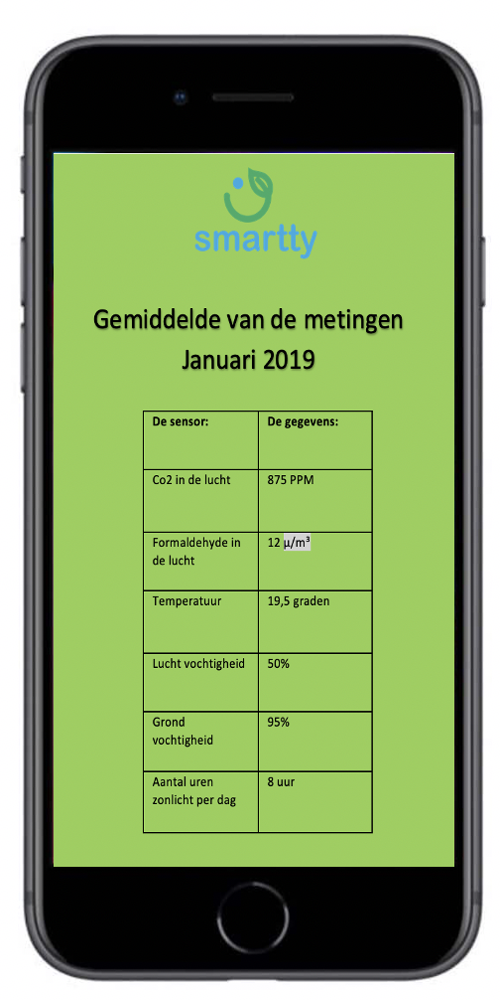 smartty
Gemiddelde van de metingen
Januari 2019
De sensor: De gegevens:
Co2 in de lucht 875 PPM
Formaldehyde in 12 µ/m³
de lucht
Temperatuur 19,5 graden
Lucht vochtigheid 50%
Grond 95%
vochtigheid
Aantal uren 8 uur
zonlicht per dag